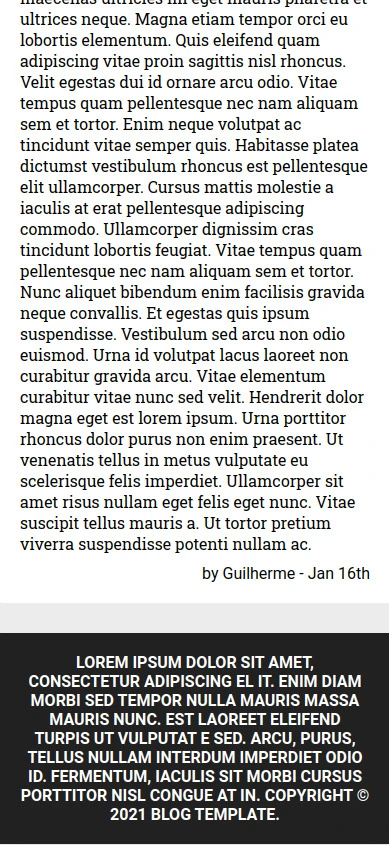 maecenas ultricies mi eget mauris pharetra et
ultrices neque. Magna etiam tempor orci eu
lobortis elementum. Quis eleifend quam
adipiscing vitae proin sagittis nisl rhoncus.
Velit egestas dui id ornare arcu odio. Vitae
tempus quam pellentesque nec nam aliquam
sem et tortor. Enim neque volutpat ac
tincidunt vitae semper quis. Habitasse platea
dictumst vestibulum rhoncus est pellentesque
elit ullamcorper. Cursus mattis molestie a
iaculis at erat pellentesque adipiscing
commodo. Ullamcorper dignissim cras
tincidunt lobortis feugiat. Vitae tempus quam
pellentesque nec nam aliquam sem et tortor.
Nunc aliquet bibendum enim facilisis gravida
neque convallis. Et egestas quis ipsum
suspendisse. Vestibulum sed arcu non odio
euismod. Urna id volutpat lacus laoreet non
curabitur gravida arcu. Vitae elementum
curabitur vitae nunc sed velit. Hendrerit dolor
magna eget est lorem ipsum. Urna porttitor
rhoncus dolor purus non enim praesent. Ut
venenatis tellus in metus vulputate eu
scelerisque felis imperdiet. Ullamcorper sit
amet risus nullam eget felis eget nunc. Vitae
suscipit tellus mauris a. Ut tortor pretium
viverra suspendisse potenti nullam ac.
by Guilherme - Jan 16th
LOREM IPSUM DOLOR SIT AMET,
CONSECTETUR ADIPISCING EL IT. ENIM DIAM
MORBI SED TEMPOR NULLA MAURIS MASSA
MAURIS NUNC. EST LAOREET ELEIFEND
TURPIS UT VULPUTAT E SED. ARCU, PURUS,
TELLUS NULLAM INTERDUM IMPERDIET ODIO
ID. FERMENTUM, IACULIS SIT MORBI CURSUS
PORTTITOR NISL CONGUE AT IN. COPYRIGHT ©
2021 BLOG TEMPLATE.